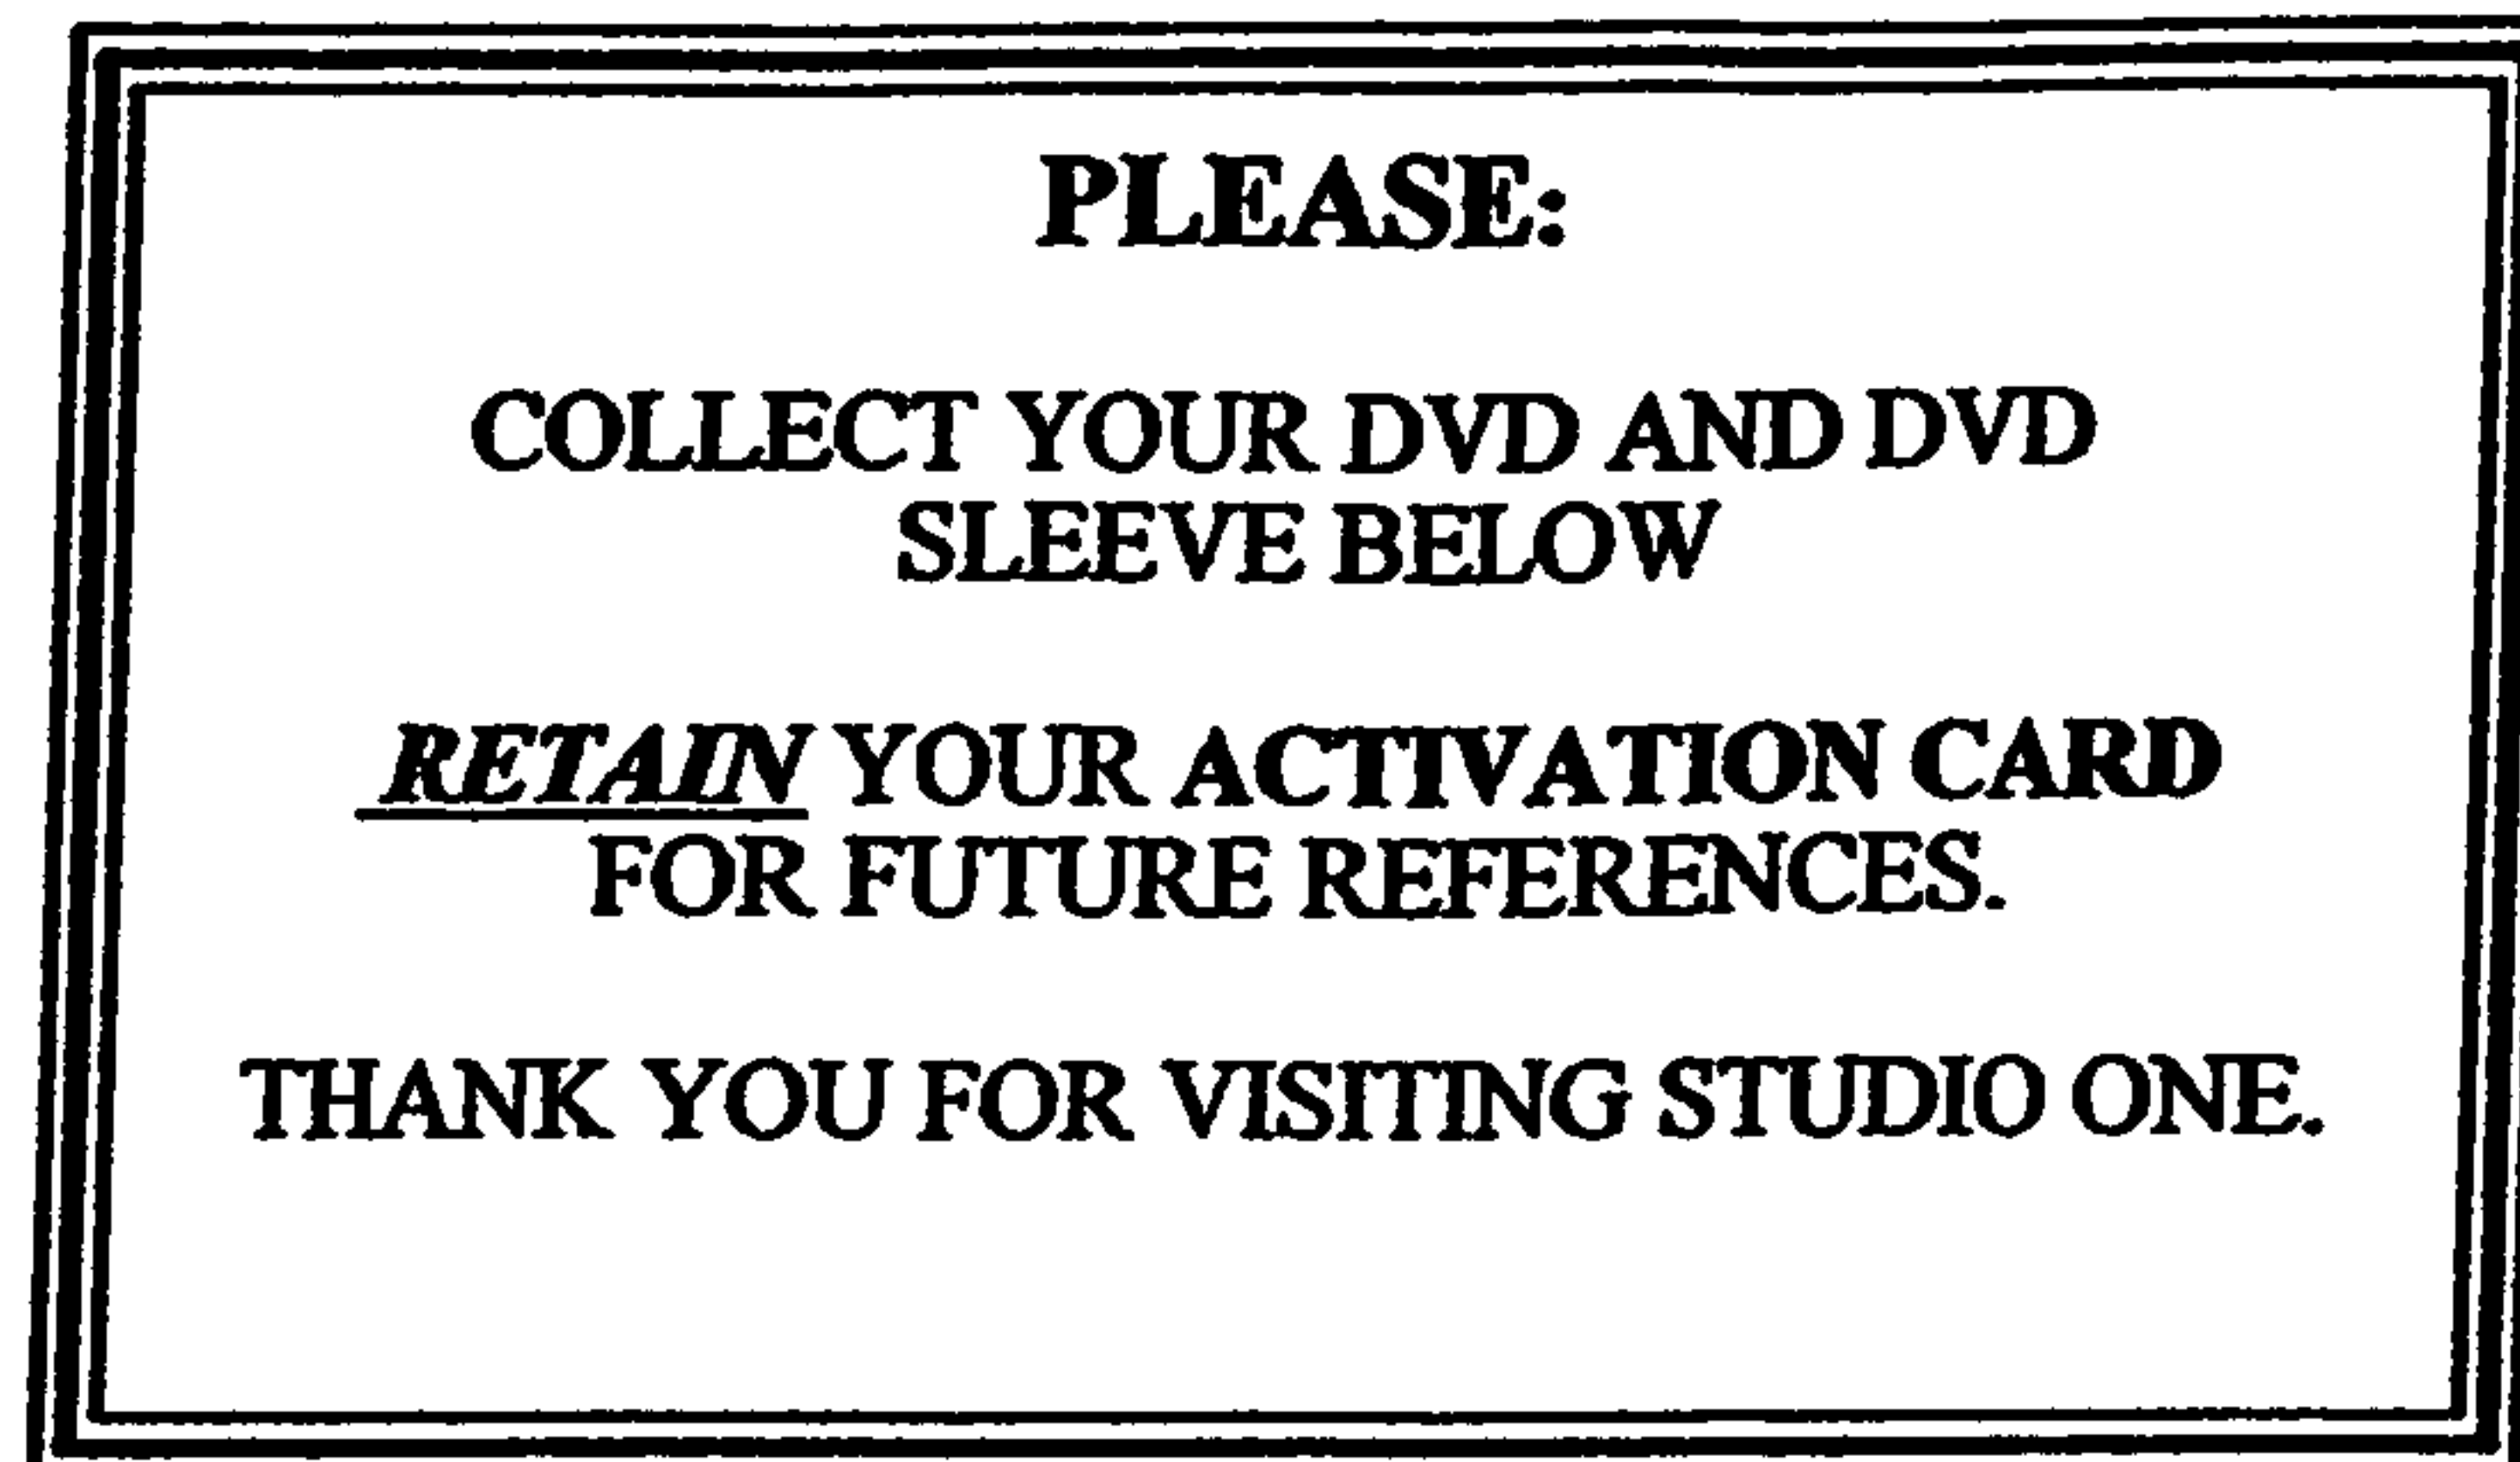 PLEASE:
COLLECT YOUR DVD AND DVD
SLEEVE BELOW
RETAIN YOUR ACTIVATION CARD
FOR FUTURE REFERENCES.
THANK YOU FOR VISITING STUDIO ONE.